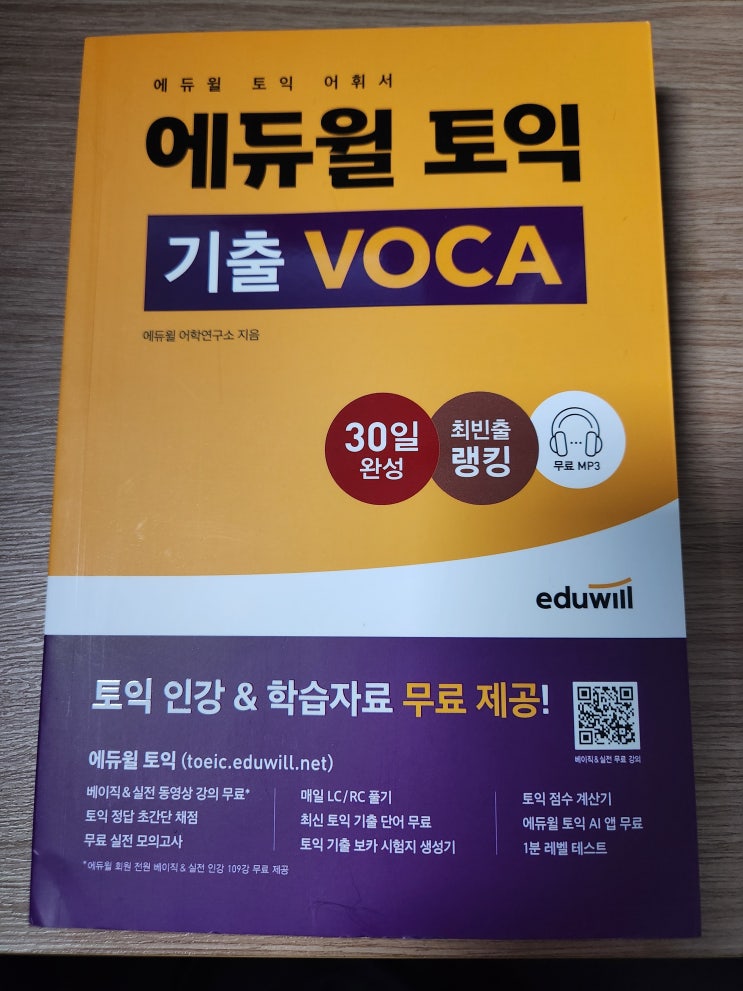 에듀윌 토익 어휘서
에듀윌 토익
기출 VOCA
에듀윌 어학연구소 지음
30일
완성
최빈출
랭킹
무료 MP3
eduwill
토익 인강 & 학습자료 무료 제공!
베이직&실전 무료 강의
에듀윌 토익 (toeic.eduwill.net)
베이직&실전 동영상 강의 무료*
토익 정답 초간단 채점
무료 실전 모의고사
매일 LC/RC 풀기
최신 토익 기출 단어 무료
토익 기출 보카 시험지 생성기
토익 점수 계산기
에듀윌 토익 AI 앱 무료
1분 레벨 테스트
*에듀윌 회원 전원 베이직&실전 인강 109강 무료 제공